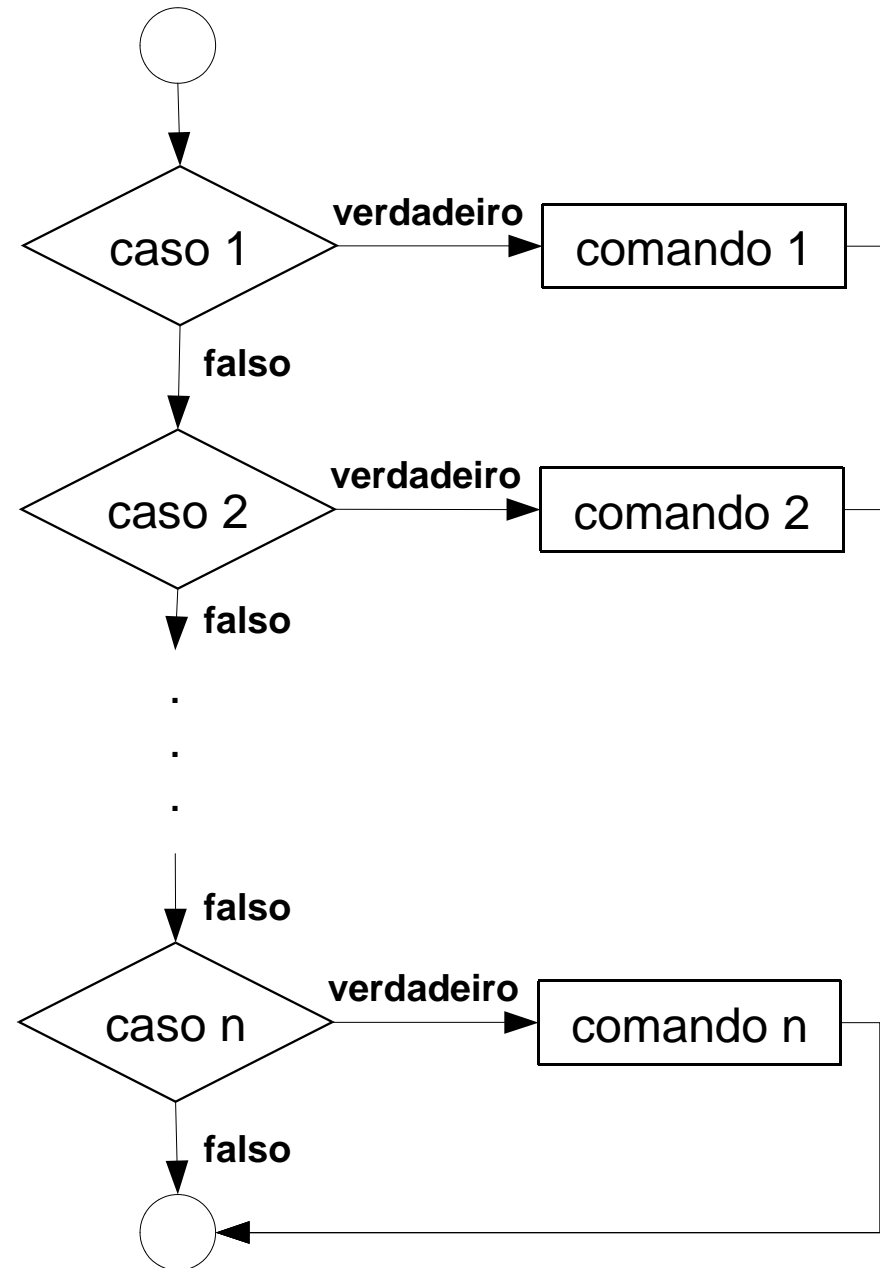 verdadeiro
caso 1
comando 1
falso
verdadeiro
caso 2
comando 2
falso
.
.
.
falso
verdadeiro
caso n
comando n
falso